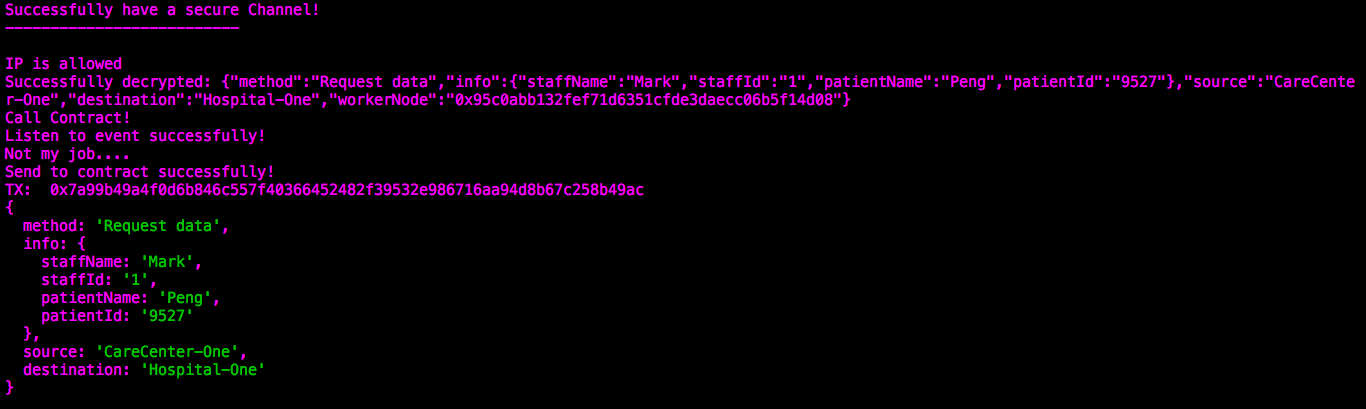 Successfully have a secure Channel!
--------------------------
IP is allowed
Successfully decrypted: {"method":"Request data","info":{"staffName":"Mark","staffId":"1","patientName":"Peng","patientId":"9527"},"source":"CareCente
r-One","destination":"Hospital-One","workerNode":"0x95c0abb132fef71d6351cfde3daecc06b5f14d08"}
Call Contract!
Listen to event successfully!
Not my job....
Send to contract successfully!
TX:  0x7a99b49a4f0d6b846c557f40366452482f39532e986716aa94d8b67c258b49ac
{
  method: 'Request data',
  info: {
    staffName: 'Mark',
    staffId: '1',
    patientName: 'Peng',
    patientId: '9527'
  },
  source: 'CareCenter-One',
  destination: 'Hospital-One'
}